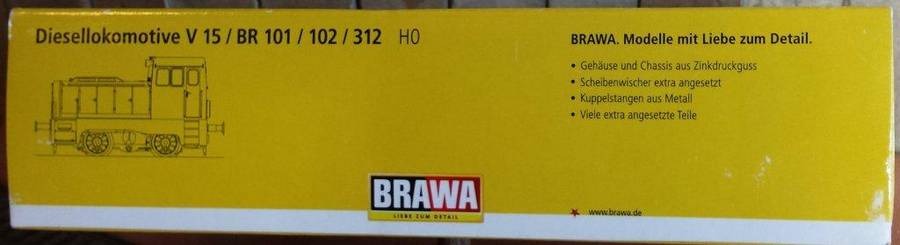 Diesellokomotive V 15 / BR 101 / 102 / 312 H0
BRAWA. Modelle mit Liebe zum Detail.
• Gehäuse und Chassis aus Zinkdruckguss
• Scheibenwischer extra angesetzt
• Kuppelstangen aus Metall
• Viele extra angesetzte Teile
BRAWA
LIEBE ZUM DETAIL
www.brawa.de